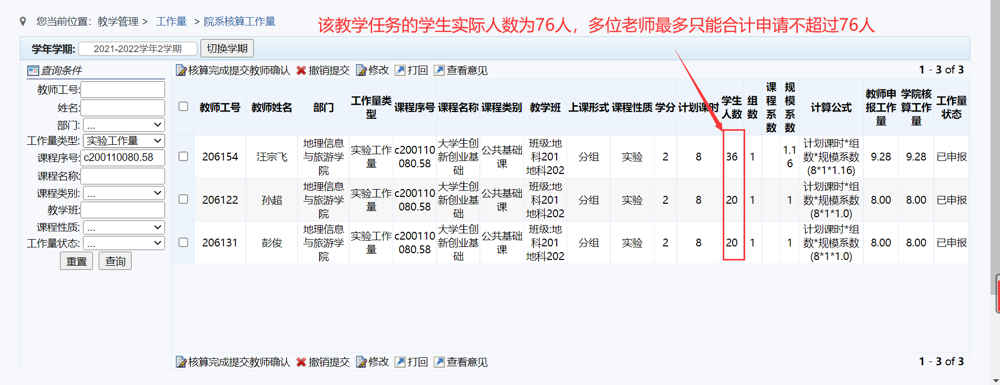 您当前位置: 教学管理 > 工作量 > 院系核算工作量
该教学任务的学生实际人数为76人，多位老师最多只能合计申请不超过76人
学年学期: 2021-2022学年2学期 切换学期
查询条件
教师工号:
姓名:
部门: ...
工作量类型: 实验工作量
课程序号: c200110080.58
课程名称:
课程类别: ...
教学班:
课程性质: ...
工作量状态: ...
重置 查询
核算完成提交教师确认 撤销提交 修改 打回 查看意见 1 - 3 of 3
教师工号 教师姓名 部门 工作量类型 课程序号 课程名称 课程类别 教学班 上课形式 课程性质 学分 计划课时 学生人数 组数 课程系数 规模系数 计算公式 教师申报工作量 学院核算工作量 工作量状态
206154 汪宗飞 地理信息与旅游学院 实验工作量 c200110080.58 大学生创新创业基础 公共基础课 班级:地科201 地科202 分组 实验 2 8 36 1 1.16 计划课时*组数*规模系数(8*1*1.16) 9.28 9.28 已申报
206122 孙超 地理信息与旅游学院 实验工作量 c200110080.58 大学生创新创业基础 公共基础课 班级:地科201 地科202 分组 实验 2 8 20 1 1 计划课时*组数*规模系数(8*1*1.0) 8.00 8.00 已申报
206131 彭俊 地理信息与旅游学院 实验工作量 c200110080.58 大学生创新创业基础 公共基础课 班级:地科201 地科202 分组 实验 2 8 20 1 1 计划课时*组数*规模系数(8*1*1.0) 8.00 8.00 已申报
核算完成提交教师确认 撤销提交 修改 打回 查看意见 1 - 3 of 3